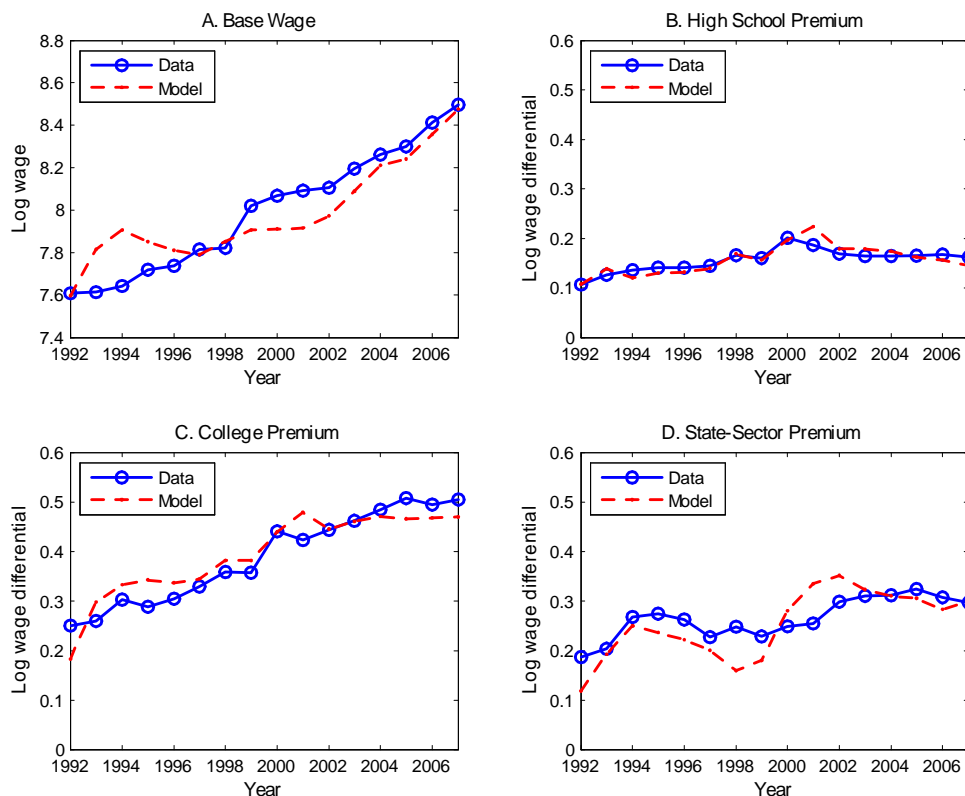 A. Base Wage
8.8
8.6
8.4
8.2
8
7.8
7.6
7.4
Log wage
Data
Model
1992 1994 1996 1998 2000 2002 2004 2006
Year
B. High School Premium
0.6
0.5
0.4
0.3
0.2
0.1
0
Log wage differential
Data
Model
1992 1994 1996 1998 2000 2002 2004 2006
Year
C. College Premium
0.6
0.5
0.4
0.3
0.2
0.1
0
Log wage differential
Data
Model
1992 1994 1996 1998 2000 2002 2004 2006
Year
D. State-Sector Premium
0.6
0.5
0.4
0.3
0.2
0.1
0
Log wage differential
Data
Model
1992 1994 1996 1998 2000 2002 2004 2006
Year